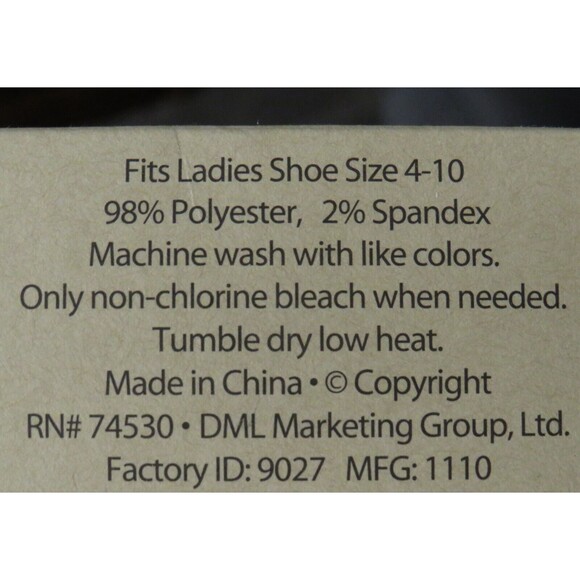 Fits Ladies Shoe Size 4-10
98% Polyester, 2% Spandex
Machine wash with like colors.
Only non-chlorine bleach when needed.
Tumble dry low heat.
Made in China • © Copyright
RN# 74530 • DML Marketing Group, Ltd.
Factory ID: 9027 MFG: 1110